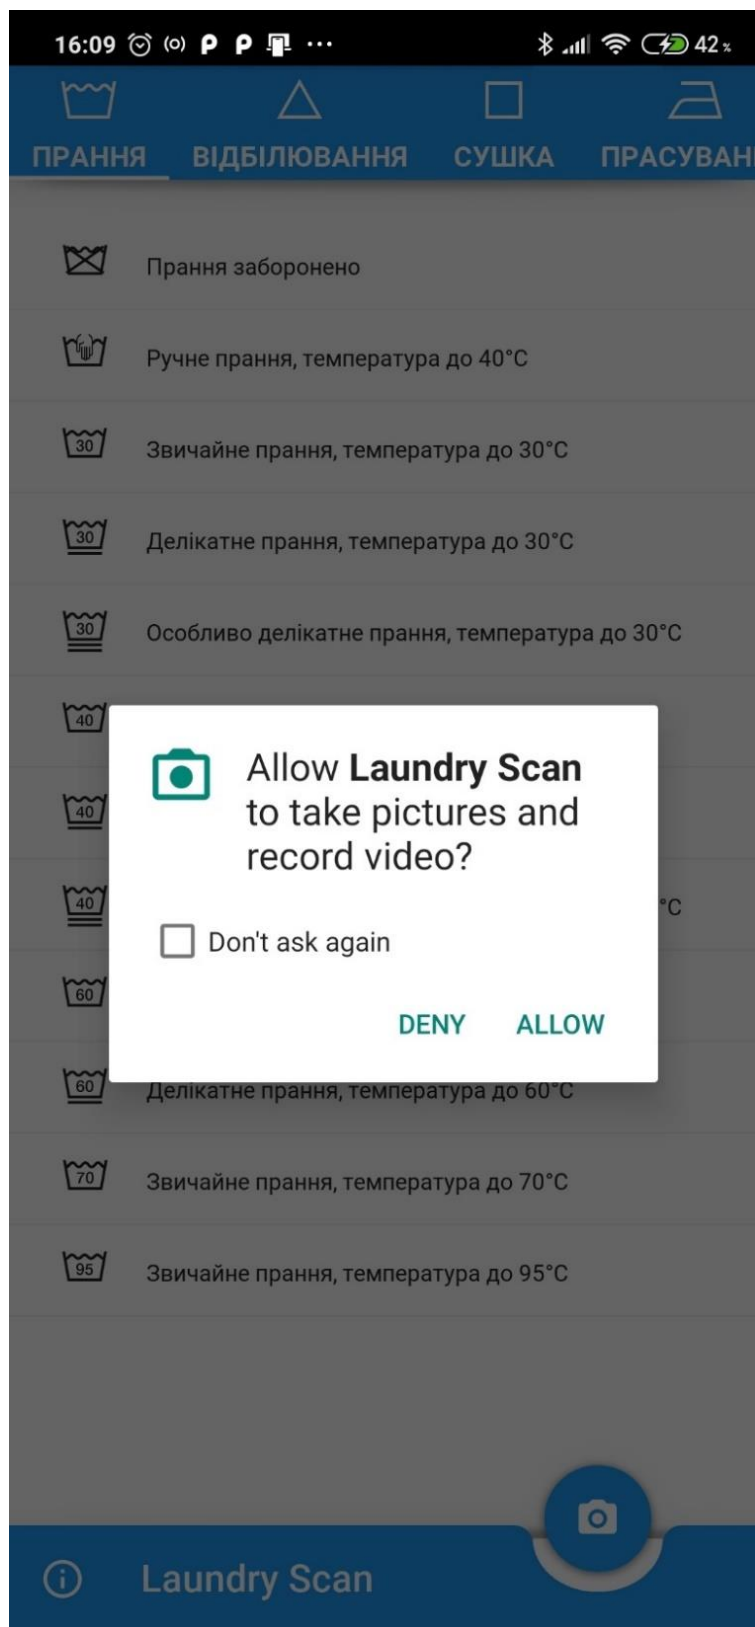 16:09
42%
ПРАННЯ ВІДБІЛЮВАННЯ СУШКА ПРАСУВАН
Прання заборонено
Ручне прання, температура до 40°C
30 Звичайне прання, температура до 30°C
30 Делікатне прання, температура до 30°C
30 Особливо делікатне прання, температура до 30°C
40
Allow Laundry Scan
to take pictures and
record video?
40
40 °C
Don't ask again
60
DENY ALLOW
60 Делікатне прання, температура до 60°C
70 Звичайне прання, температура до 70°C
95 Звичайне прання, температура до 95°C
Laundry Scan